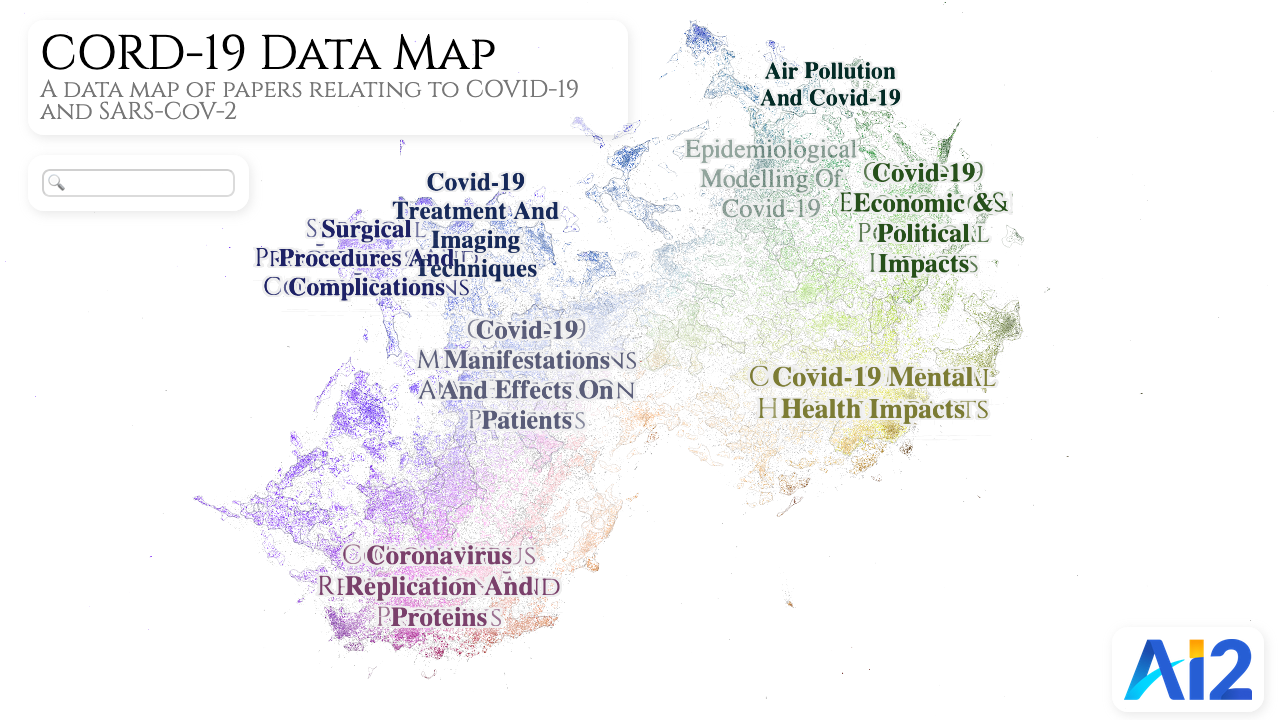 CORD-19 Data Map
A data map of papers relating to COVID-19
and SARS-CoV-2
Air Pollution
And Covid-19
Epidemiological
Modelling Of
Covid-19
Covid-19
Economic &
Political
Impacts
Covid-19
Treatment And
Imaging
Techniques
Surgical
Procedures And
Complications
Covid-19
Manifestations
And Effects On
Patients
Covid-19 Mental
Health Impacts
Coronavirus
Replication And
Proteins
Ai2